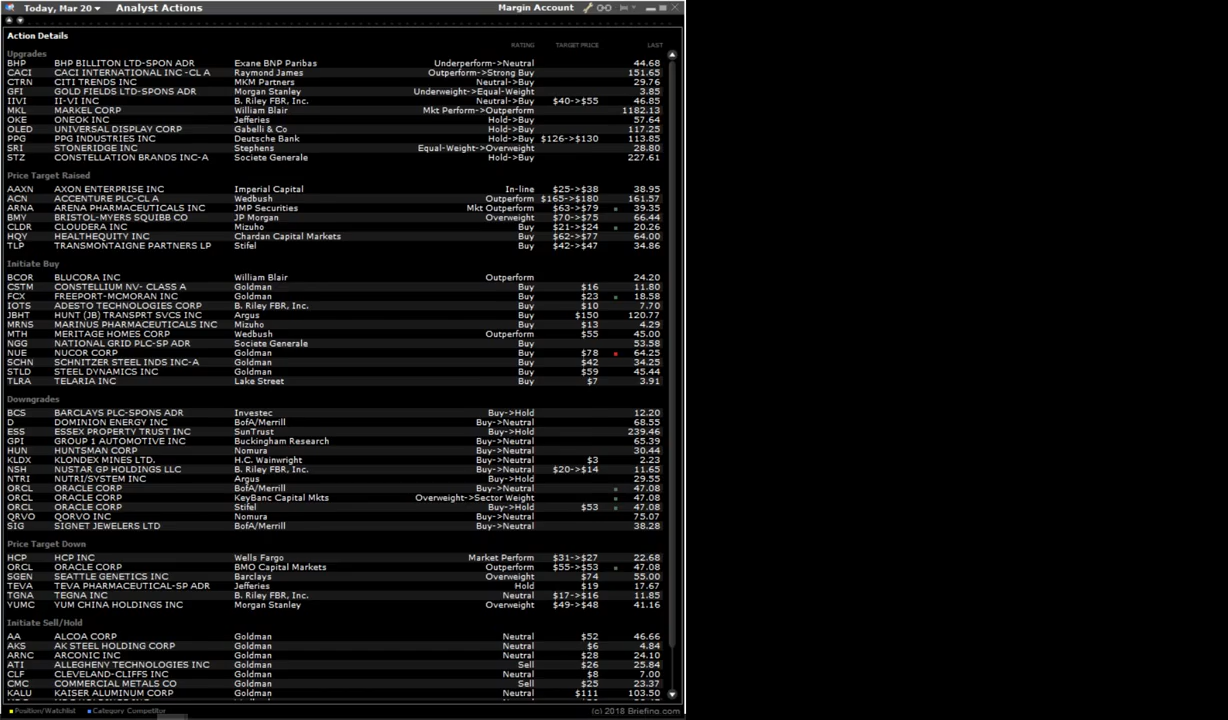 Today, Mar 20 Analyst Actions Margin Account
Action Details
RATING TARGET PRICE LAST
Upgrades
BHP BHP BILLITON LTD-SPON ADR Exane BNP Paribas Underperform->Neutral 44.68
CACI CACI INTERNATIONAL INC -CL A Raymond James Outperform->Strong Buy 151.65
CTRN CITI TRENDS INC MKM Partners Neutral->Buy 29.76
GFI GOLD FIELDS LTD-SPONS ADR Morgan Stanley Underweight->Equal-Weight 3.85
IIVI II-VI INC B. Riley FBR, Inc. Neutral->Buy $40->$55 46.85
MKL MARKEL CORP William Blair Mkt Perform->Outperform 1182.13
OKE ONEOK INC Jefferies Hold->Buy 57.64
OLED UNIVERSAL DISPLAY CORP Gabelli & Co Hold->Buy 117.25
PPG PPG INDUSTRIES INC Deutsche Bank Hold->Buy $126->$130 113.85
SRI STONERIDGE INC Stephens Equal-Weight->Overweight 28.80
STZ CONSTELLATION BRANDS INC-A Societe Generale Hold->Buy 227.61
Price Target Raised
AAXN AXON ENTERPRISE INC Imperial Capital In-line $25->$38 38.95
ACN ACCENTURE PLC-CL A Wedbush Outperform $165->$180 161.57
ARNA ARENA PHARMACEUTICALS INC JMP Securities Mkt Outperform $63->$79 39.35
BMY BRISTOL-MYERS SQUIBB CO JP Morgan Overweight $70->$75 66.44
CLDR CLOUDERA INC Mizuho Buy $21->$24 20.26
HQY HEALTHEQUITY INC Chardan Capital Markets Buy $62->$77 64.00
TLP TRANSMONTAIGNE PARTNERS LP Stifel Buy $42->$47 34.86
Initiate Buy
BCOR BLUCORA INC William Blair Outperform 24.20
CSTM CONSTELLIUM NV- CLASS A Goldman Buy $16 11.80
FCX FREEPORT-MCMORAN INC Goldman Buy $23 18.58
IOTS ADESTO TECHNOLOGIES CORP B. Riley FBR, Inc. Buy $10 7.70
JBHT HUNT (JB) TRANSPRT SVCS INC Argus Buy $150 120.77
MRNS MARINUS PHARMACEUTICALS INC Mizuho Buy $13 4.29
MTH MERITAGE HOMES CORP Wedbush Outperform $55 45.00
NGG NATIONAL GRID PLC-SP ADR Societe Generale Buy 53.58
NUE NUCOR CORP Goldman Buy $78 64.25
SCHN SCHNITZER STEEL INDS INC-A Goldman Buy $42 34.25
STLD STEEL DYNAMICS INC Goldman Buy $59 45.44
TLRA TELARIA INC Lake Street Buy $7 3.91
Downgrades
BCS BARCLAYS PLC-SPONS ADR Investec Buy->Hold 12.20
D DOMINION ENERGY INC BofA/Merrill Buy->Neutral 68.55
ESS ESSEX PROPERTY TRUST INC SunTrust Buy->Hold 239.46
GPI GROUP 1 AUTOMOTIVE INC Buckingham Research Buy->Neutral 65.39
HUN HUNTSMAN CORP Nomura Buy->Neutral 30.44
KLDX KLONDEX MINES LTD. H.C. Wainwright Buy->Neutral $3 2.23
NSH NUSTAR GP HOLDINGS LLC B. Riley FBR, Inc. Buy->Neutral $20->$14 11.65
NTRI NUTRI/SYSTEM INC Argus Buy->Hold 29.55
ORCL ORACLE CORP BofA/Merrill Buy->Neutral 47.08
ORCL ORACLE CORP KeyBanc Capital Mkts Overweight->Sector Weight 47.08
ORCL ORACLE CORP Stifel Buy->Hold $53 47.08
QRVO QORVO INC Nomura Buy->Neutral 75.07
SIG SIGNET JEWELERS LTD BofA/Merrill Buy->Neutral 38.28
Price Target Down
HCP HCP INC Wells Fargo Market Perform $31->$27 22.68
ORCL ORACLE CORP BMO Capital Markets Outperform $55->$53 47.08
SGEN SEATTLE GENETICS INC Barclays Overweight $74 55.00
TEVA TEVA PHARMACEUTICAL-SP ADR Jefferies Hold $19 17.67
TGNA TEGNA INC B. Riley FBR, Inc. Neutral $17->$16 11.85
YUMC YUM CHINA HOLDINGS INC Morgan Stanley Overweight $49->$48 41.16
Initiate Sell/Hold
AA ALCOA CORP Goldman Neutral $52 46.66
AKS AK STEEL HOLDING CORP Goldman Neutral $6 4.84
ARNC ARCONIC INC Goldman Neutral $28 24.10
ATI ALLEGHENY TECHNOLOGIES INC Goldman Sell $26 25.84
CLF CLEVELAND-CLIFFS INC Goldman Neutral $8 7.00
CMC COMMERCIAL METALS CO Goldman Sell $25 23.37
KALU KAISER ALUMINUM CORP Goldman Neutral $111 103.50
Position/Watchlist Category Competitor (c) 2018 Briefing.com